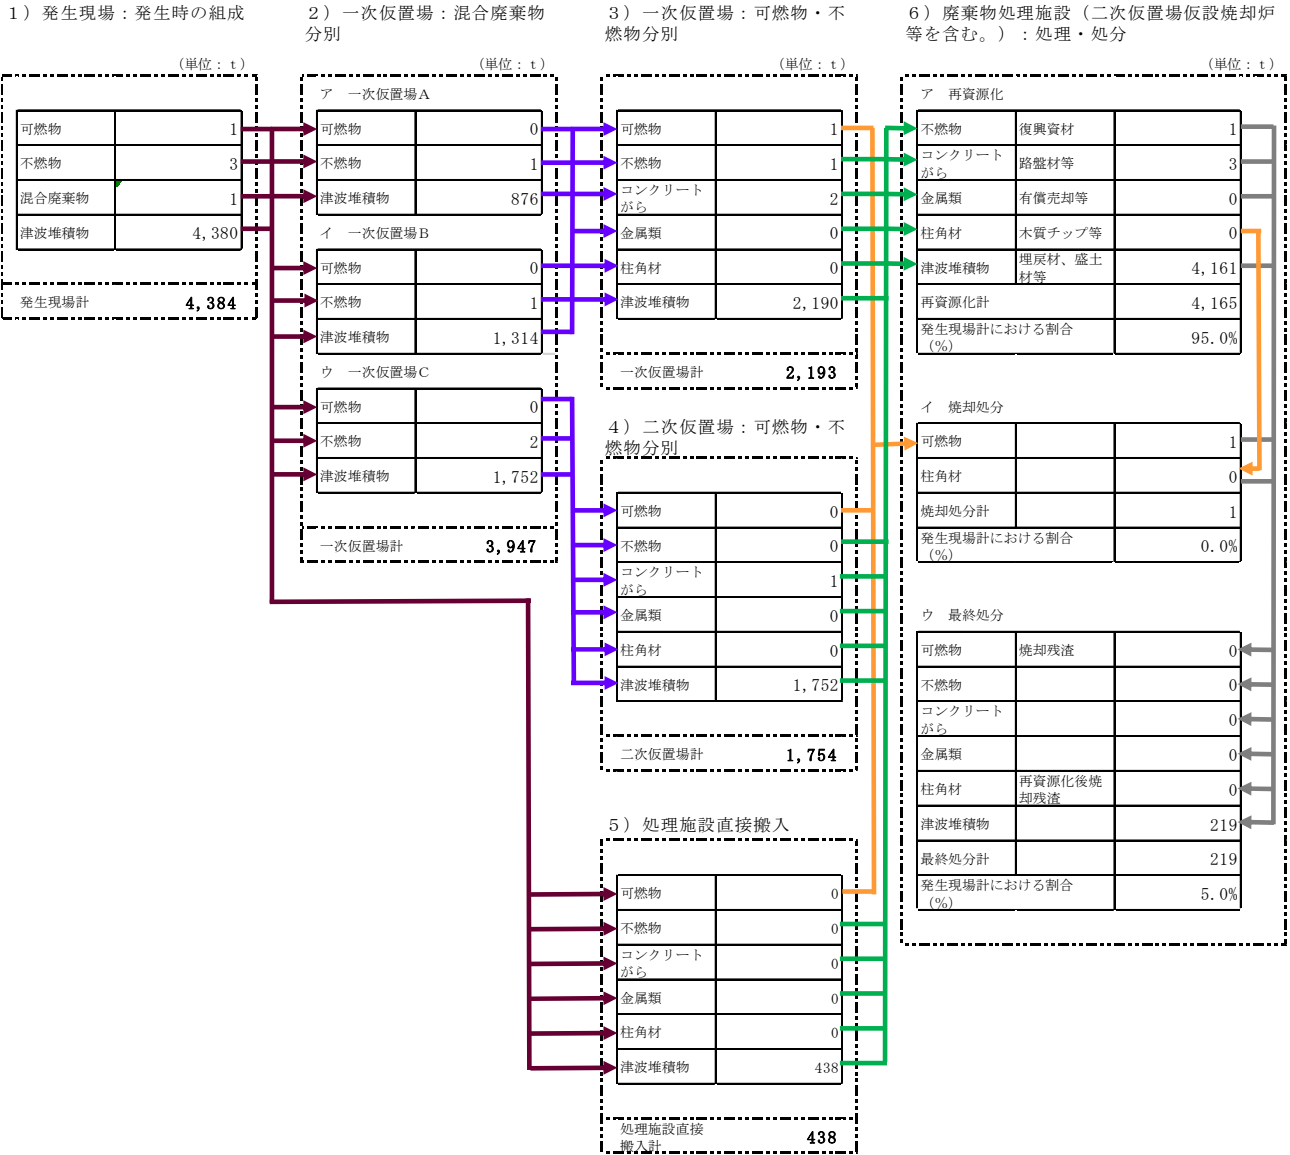 １）発生現場：発生時の組成
（単位：ｔ）
可燃物 1
不燃物 3
混合廃棄物 1
津波堆積物 4,380
発生現場計 4,384
２）一次仮置場：混合廃棄物
分別
（単位：ｔ）
ア　一次仮置場Ａ
可燃物 0
不燃物 1
津波堆積物 876
イ　一次仮置場Ｂ
可燃物 0
不燃物 1
津波堆積物 1,314
ウ　一次仮置場Ｃ
可燃物 0
不燃物 2
津波堆積物 1,752
一次仮置場計 3,947
３）一次仮置場：可燃物・不
燃物分別
（単位：ｔ）
可燃物 1
不燃物 1
コンクリート
がら 2
金属類 0
柱角材 0
津波堆積物 2,190
一次仮置場計 2,193
４）二次仮置場：可燃物・不
燃物分別
可燃物 0
不燃物 0
コンクリート
がら 1
金属類 0
柱角材 0
津波堆積物 1,752
二次仮置場計 1,754
５）処理施設直接搬入
可燃物 0
不燃物 0
コンクリート
がら 0
金属類 0
柱角材 0
津波堆積物 438
処理施設直接
搬入計 438
６）廃棄物処理施設（二次仮置場仮設焼却炉
等を含む。）：処理・処分
（単位：ｔ）
ア　再資源化
不燃物 復興資材 1
コンクリート
がら 路盤材等 3
金属類 有償売却等 0
柱角材 木質チップ等 0
津波堆積物 埋戻材、盛土
材等 4,161
再資源化計 4,165
発生現場計における割合
（%） 95.0%
イ　焼却処分
可燃物 1
柱角材 0
焼却処分計 1
発生現場計における割合
（%） 0.0%
ウ　最終処分
可燃物 焼却残渣 0
不燃物 0
コンクリート
がら 0
金属類 0
柱角材 再資源化後焼
却残渣 0
津波堆積物 219
最終処分計 219
発生現場計における割合
（%） 5.0%